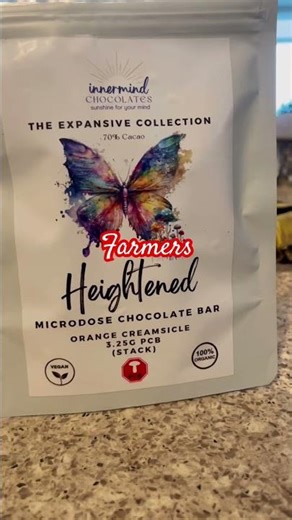 innermind
CHOCOLATES
sunshine for your mind
THE EXPANSIVE COLLECTION
70% Cacao
Farmers
Heightened
MICRODOSE CHOCOLATE BAR
ORANGE CREAMSICLE
3.25G PCB
(STACK)
VEGAN
100%
ORGANIC